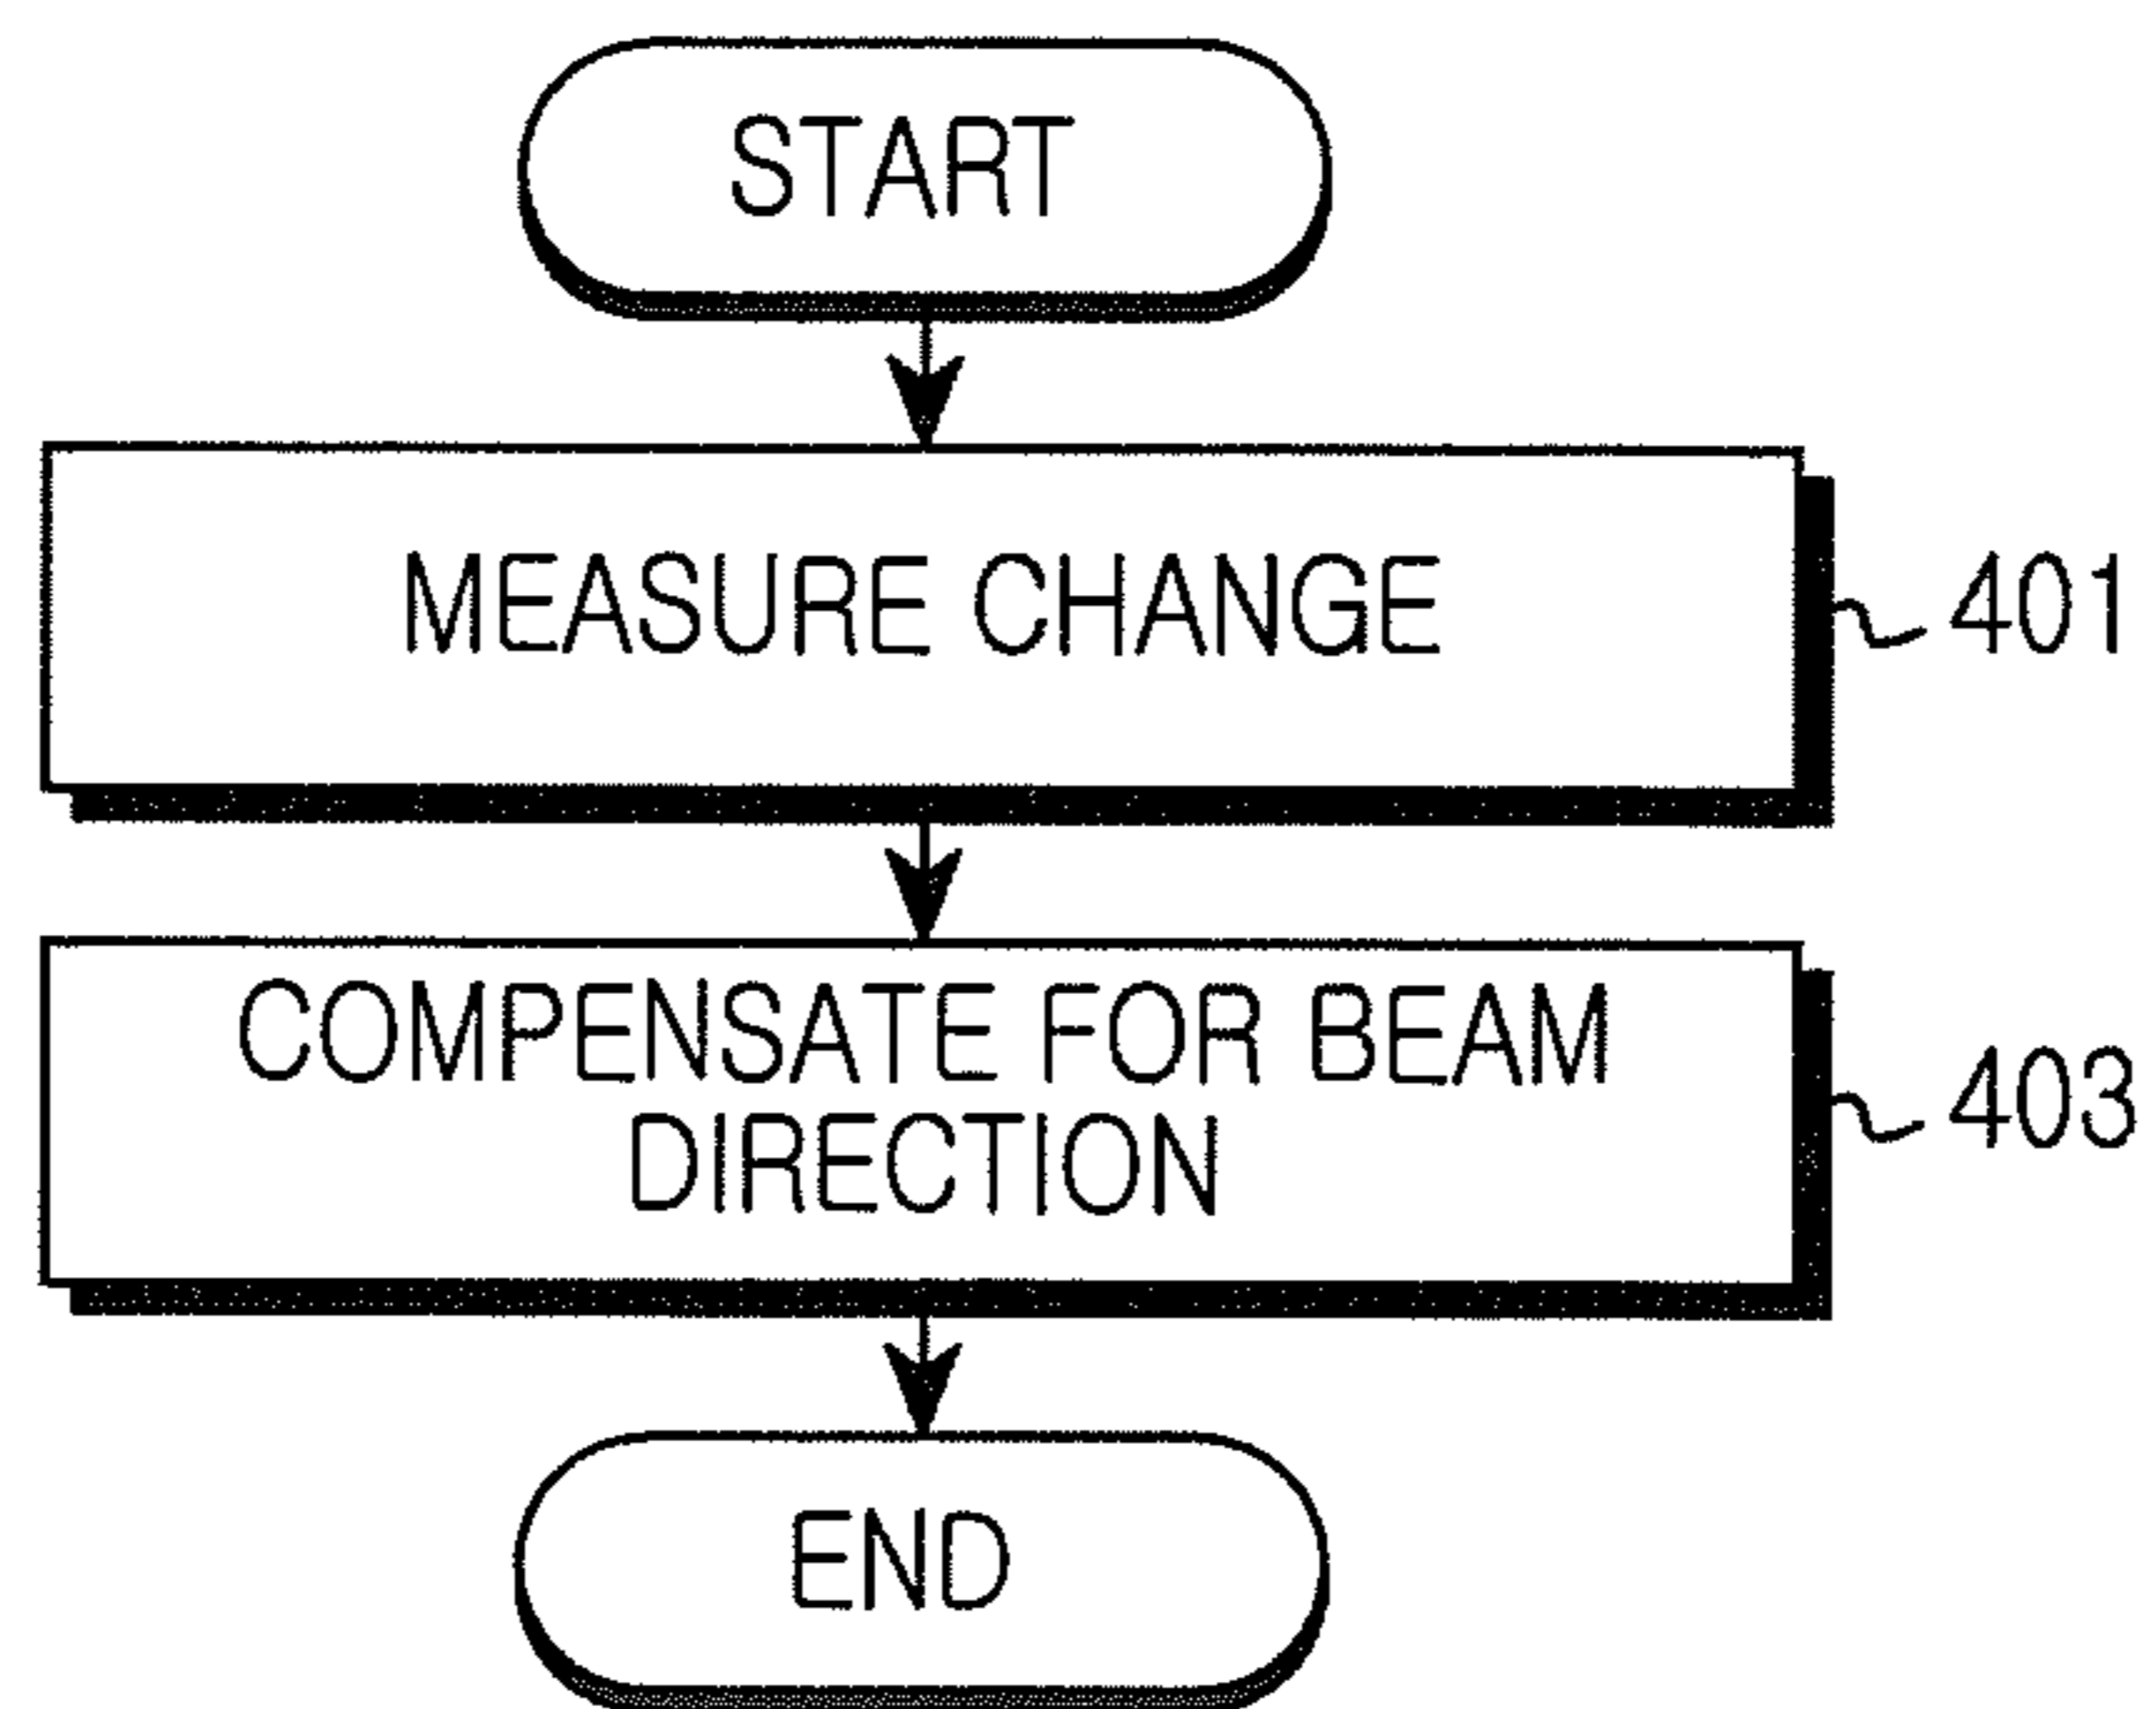 START
MEASURE CHANGE
401
COMPENSATE FOR BEAM
DIRECTION
403
END